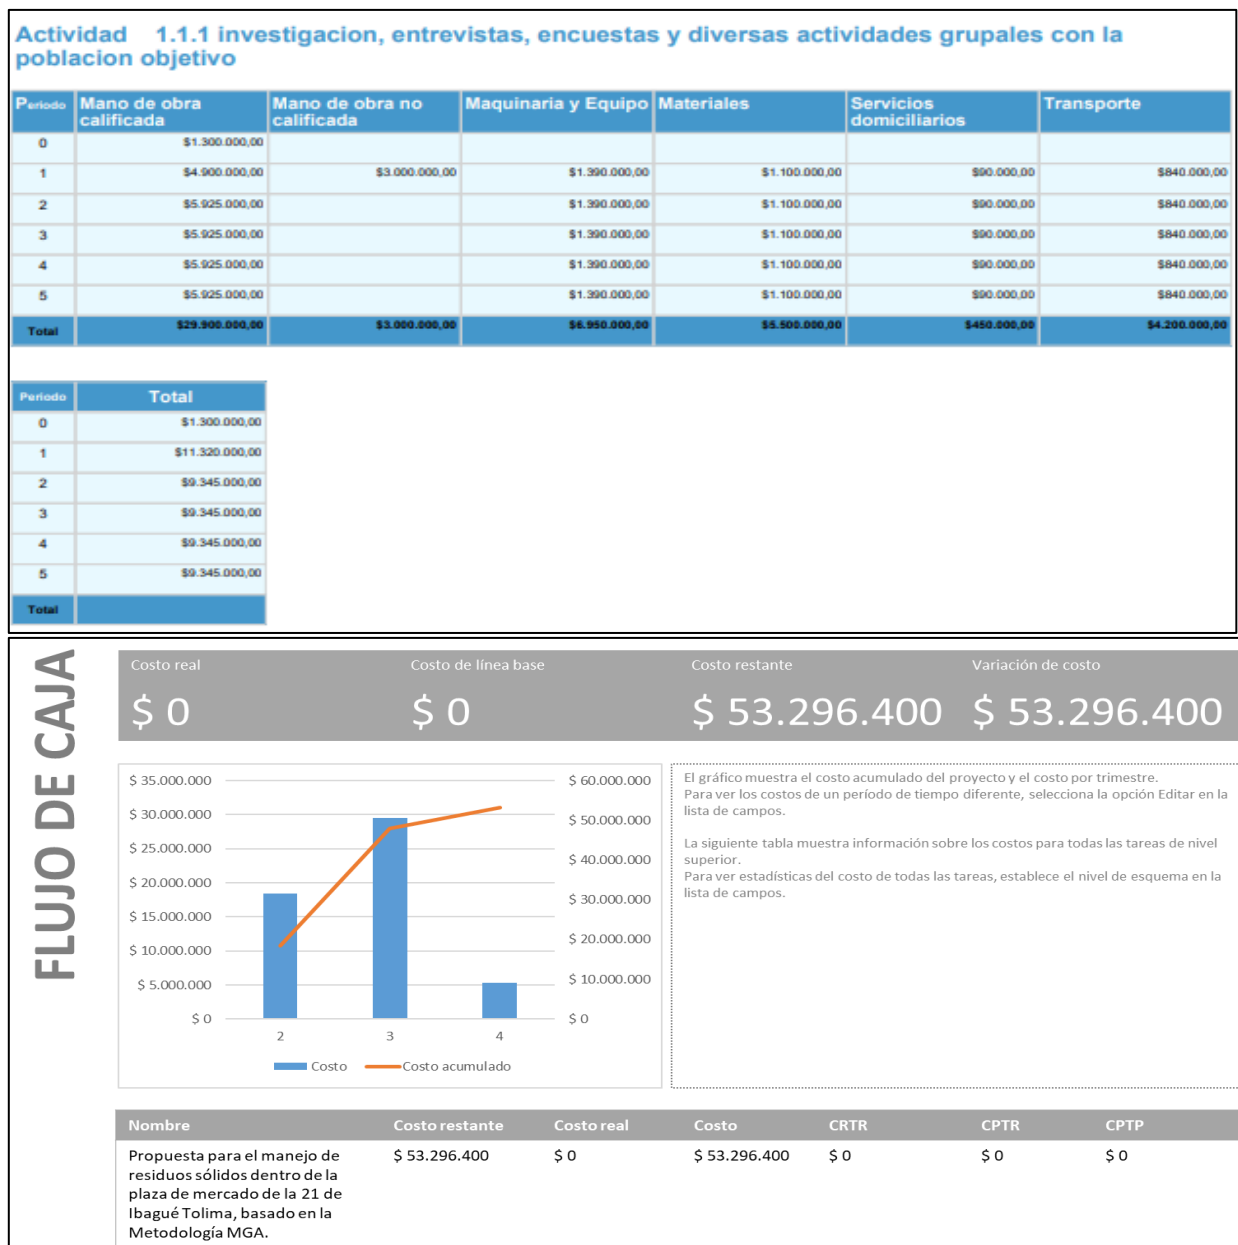 Actividad 1.1.1 investigacion, entrevistas, encuestas y diversas actividades grupales con la
poblacion objetivo
Periodo Mano de obra calificada Mano de obra no calificada Maquinaria y Equipo Materiales Servicios domiciliarios Transporte
0 $1.300.000,00
1 $4.900.000,00 $3.000.000,00 $1.390.000,00 $1.100.000,00 $90.000,00 $840.000,00
2 $5.925.000,00 $1.390.000,00 $1.100.000,00 $90.000,00 $840.000,00
3 $5.925.000,00 $1.390.000,00 $1.100.000,00 $90.000,00 $840.000,00
4 $5.925.000,00 $1.390.000,00 $1.100.000,00 $90.000,00 $840.000,00
5 $5.925.000,00 $1.390.000,00 $1.100.000,00 $90.000,00 $840.000,00
Total $29.900.000,00 $3.000.000,00 $6.950.000,00 $5.500.000,00 $450.000,00 $4.200.000,00
Periodo Total
0 $1.300.000,00
1 $11.320.000,00
2 $9.345.000,00
3 $9.345.000,00
4 $9.345.000,00
5 $9.345.000,00
Total
FLUJO DE CAJA
Costo real Costo de línea base Costo restante Variación de costo
$ 0 $ 0 $ 53.296.400 $ 53.296.400
$ 35.000.000
$ 30.000.000
$ 25.000.000
$ 20.000.000
$ 15.000.000
$ 10.000.000
$ 5.000.000
$ 0
$ 60.000.000
$ 50.000.000
$ 40.000.000
$ 30.000.000
$ 20.000.000
$ 10.000.000
$ 0
2 3 4
Costo Costo acumulado
El gráfico muestra el costo acumulado del proyecto y el costo por trimestre.
Para ver los costos de un período de tiempo diferente, selecciona la opción Editar en la
lista de campos.
La siguiente tabla muestra información sobre los costos para todas las tareas de nivel
superior.
Para ver estadísticas del costo de todas las tareas, establece el nivel de esquema en la
lista de campos.
Nombre Costo restante Costo real Costo CRTR CPTR CPTP
Propuesta para el manejo de $ 53.296.400 $ 0 $ 53.296.400 $ 0 $ 0 $ 0
residuos sólidos dentro de la
plaza de mercado de la 21 de
Ibagué Tolima, basado en la
Metodología MGA.